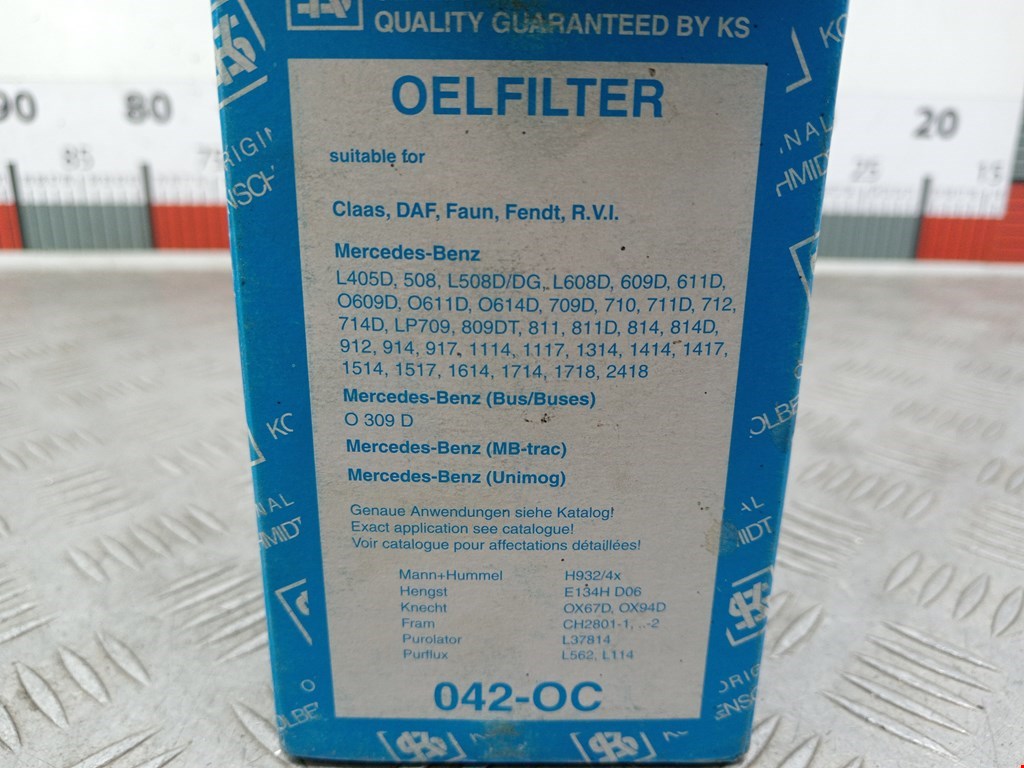 QUALITY GUARANTEED BY KS
OELFILTER
suitable for
Claas, DAF, Faun, Fendt, R.V.I.
Mercedes-Benz
L405D, 508, L508D/DG, L608D, 609D, 611D,
O609D, O611D, O614D, 709D, 710, 711D, 712,
714D, LP709, 809DT, 811, 811D, 814, 814D,
912, 914, 917, 1114, 1117, 1314, 1414, 1417,
1514, 1517, 1614, 1714, 1718, 2418
Mercedes-Benz (Bus/Buses)
O 309 D
Mercedes-Benz (MB-trac)
Mercedes-Benz (Unimog)
Genaue Anwendungen siehe Katalog!
Exact application see catalogue!
Voir catalogue pour affectations détaillées!
Mann+Hummel H932/4x
Hengst E134H D06
Knecht OX67D, OX94D
Fram CH2801-1, ..-2
Purolator L37814
Purflux L562, L114
042-OC
90 80 20
85 75 25 15